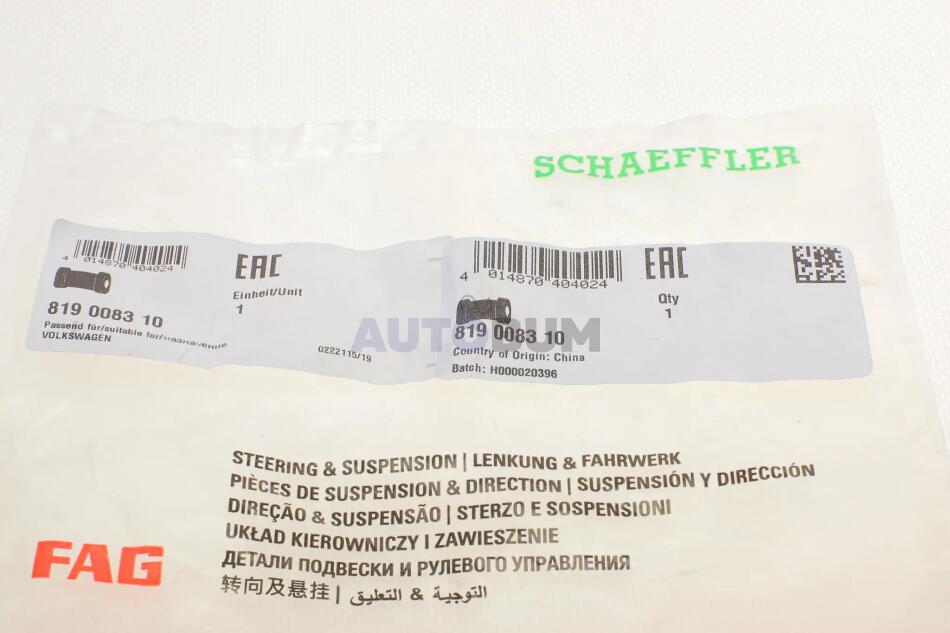 SCHAEFFLER
4 014870 404024
EAC
Einheit/Unit
1
819 0083 10
Passend für/suitable for/назначение
VOLKSWAGEN
0222115/19
4 014870 404024
EAC
Qty
1
819 0083 10
Country of Origin: China
Batch: H000020396
AUTODUM
STEERING & SUSPENSION | LENKUNG & FAHRWERK
PIÈCES DE SUSPENSION & DIRECTION | SUSPENSIÓN Y DIRECCIÓN
DIREÇÃO & SUSPENSÃO | STERZO E SOSPENSIONI
UKŁAD KIEROWNICZY I ZAWIESZENIE
ДЕТАЛИ ПОДВЕСКИ И РУЛЕВОГО УПРАВЛЕНИЯ
转向及悬挂 | التوجية & التعليق
FAG